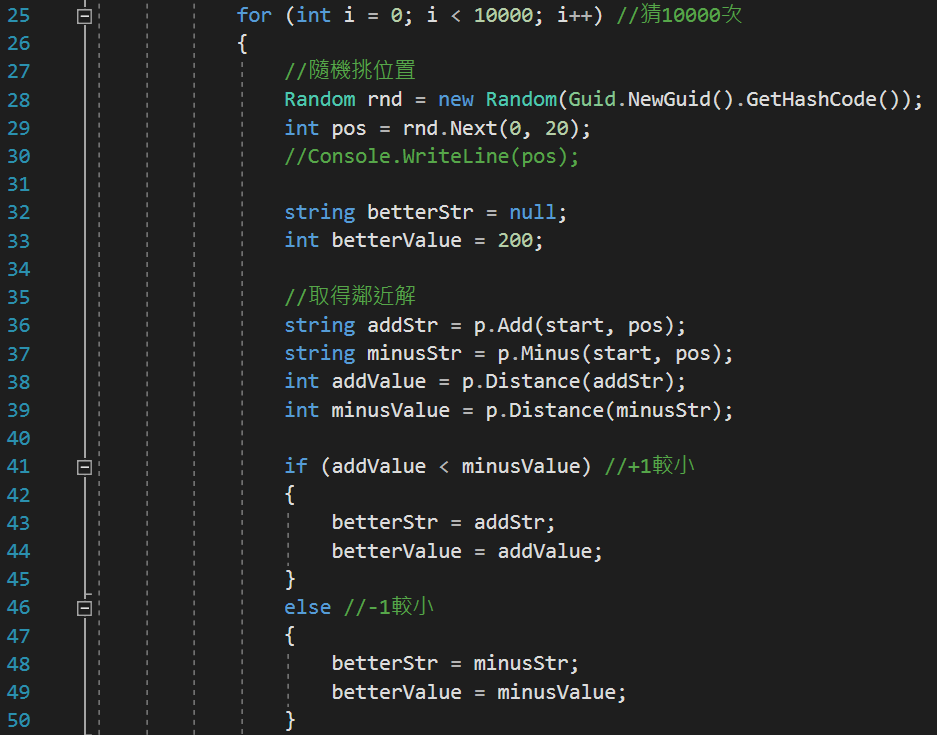 25 for (int i = 0; i < 10000; i++) //猜10000次
26 {
27 //隨機挑位置
28 Random rnd = new Random(Guid.NewGuid().GetHashCode());
29 int pos = rnd.Next(0, 20);
30 //Console.WriteLine(pos);
31
32 string betterStr = null;
33 int betterValue = 200;
34
35 //取得鄰近解
36 string addStr = p.Add(start, pos);
37 string minusStr = p.Minus(start, pos);
38 int addValue = p.Distance(addStr);
39 int minusValue = p.Distance(minusStr);
40
41 if (addValue < minusValue) //+1較小
42 {
43 betterStr = addStr;
44 betterValue = addValue;
45 }
46 else //-1較小
47 {
48 betterStr = minusStr;
49 betterValue = minusValue;
50 }